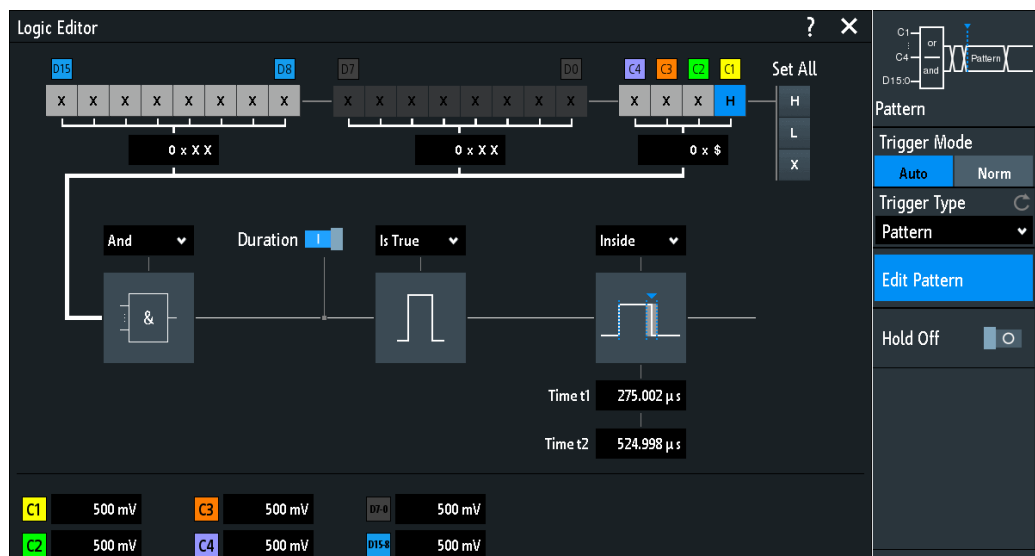 Logic Editor ? ✕
D15 D8 D7 D0 C4 C3 C2 C1 Set All
X X X X X X X X X X X X X X X X X X X H H
L
X
0 x X X 0 x X X 0 x $
And Duration I Is True Inside
&
Time t1 275.002 µs
Time t2 524.998 µs
C1 500 mV C3 500 mV D7-0 500 mV
C2 500 mV C4 500 mV D15-8 500 mV
C1
C4
D15:0
or
and
Pattern
Pattern
Trigger Mode
Auto Norm
Trigger Type
Pattern
Edit Pattern
Hold Off O